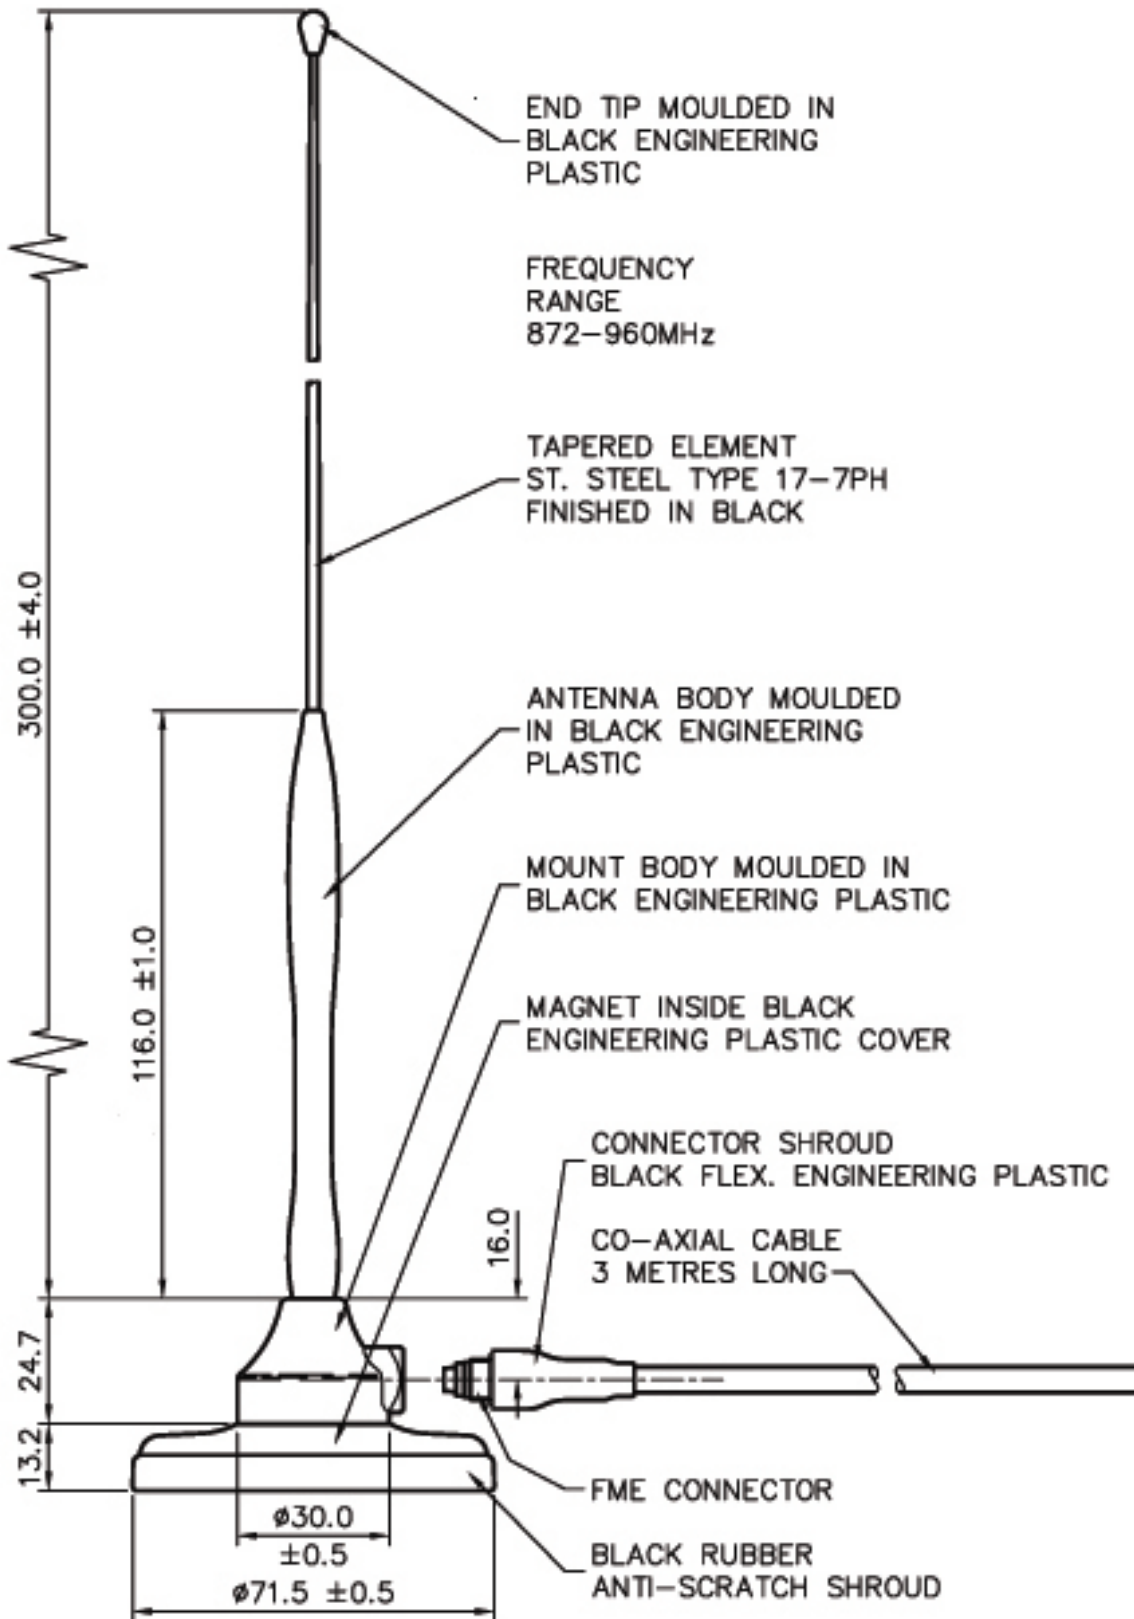 END TIP MOULDED IN
BLACK ENGINEERING
PLASTIC
FREQUENCY
RANGE
872-960MHz
TAPERED ELEMENT
ST. STEEL TYPE 17-7PH
FINISHED IN BLACK
300.0 ±4.0
ANTENNA BODY MOULDED
IN BLACK ENGINEERING
PLASTIC
MOUNT BODY MOULDED IN
BLACK ENGINEERING PLASTIC
116.0 ±1.0
MAGNET INSIDE BLACK
ENGINEERING PLASTIC COVER
CONNECTOR SHROUD
BLACK FLEX. ENGINEERING PLASTIC
16.0
CO-AXIAL CABLE
3 METRES LONG
24.7
13.2
FME CONNECTOR
ø30.0
±0.5
ø71.5 ±0.5
BLACK RUBBER
ANTI-SCRATCH SHROUD